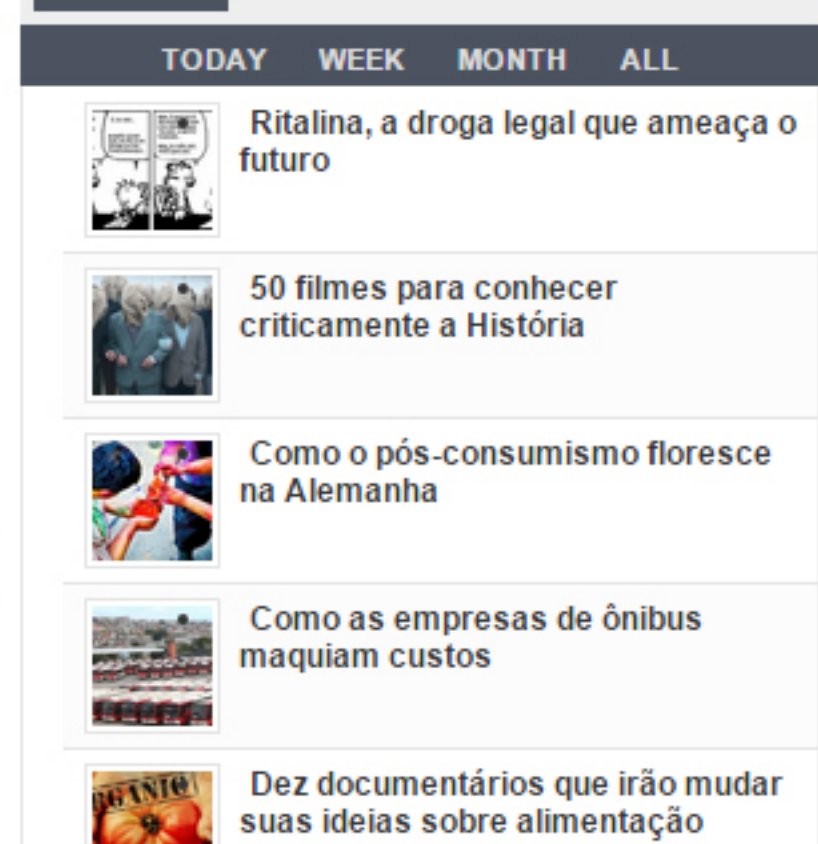 TODAY WEEK MONTH ALL
Ritalina, a droga legal que ameaça o
futuro
50 filmes para conhecer
criticamente a História
Como o pós-consumismo floresce
na Alemanha
Como as empresas de ônibus
maquiam custos
Dez documentários que irão mudar
suas ideias sobre alimentação